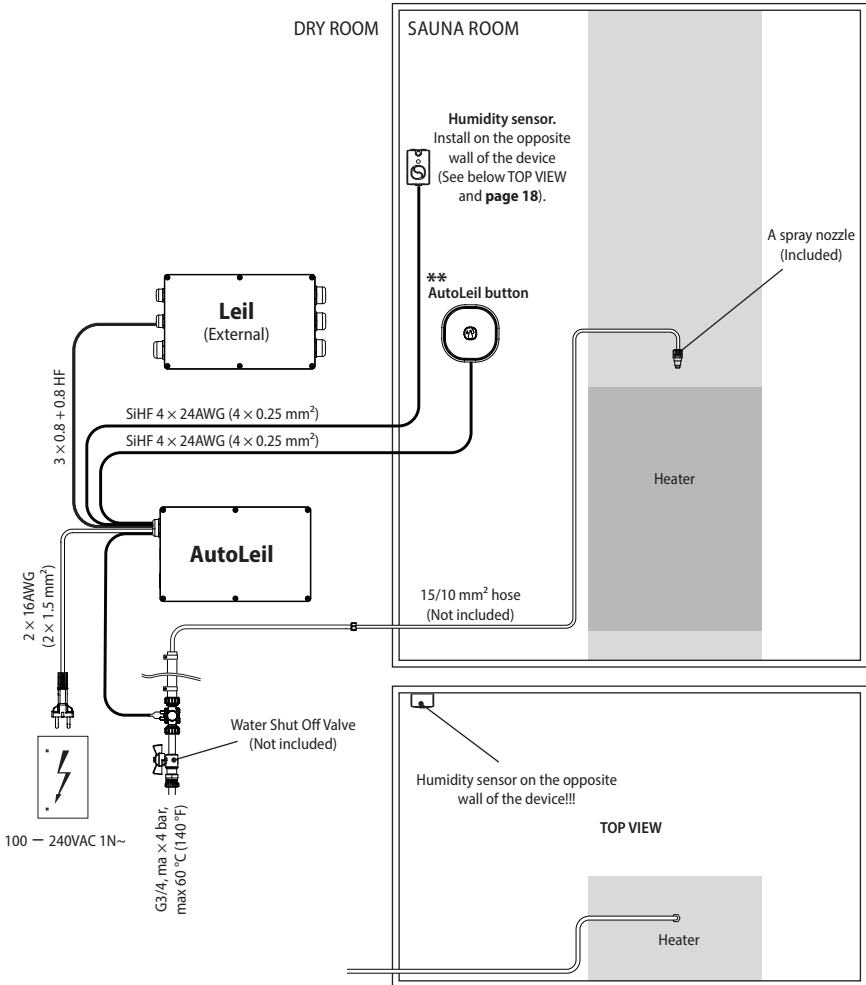 DRY ROOM
SAUNA ROOM
Humidity sensor.
Install on the opposite
wall of the device
(See below TOP VIEW
and page 18).
A spray nozzle
(Included)
**
AutoLeil button
Leil
(External)
3 × 0.8 + 0.8 HF
SiHF 4 × 24AWG (4 × 0.25 mm²)
SiHF 4 × 24AWG (4 × 0.25 mm²)
Heater
AutoLeil
2 × 16AWG
(2 × 1.5 mm²)
15/10 mm² hose
(Not included)
Water Shut Off Valve
(Not included)
100 – 240VAC 1N~
G3/4, ma × 4 bar,
max 60 °C (140 °F)
Humidity sensor on the opposite
wall of the device!!!
TOP VIEW
Heater